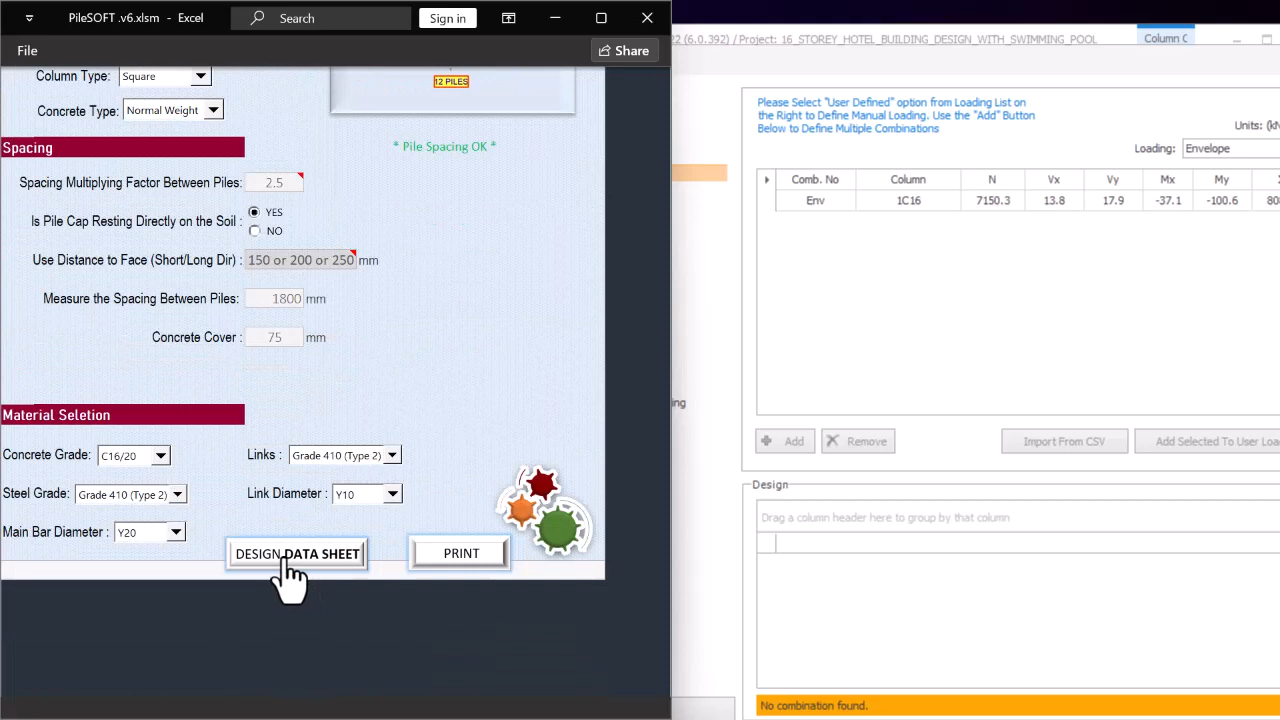 PileSOFT .v6.xlsm - Excel
Search
Sign in
File
Share
Column Type: Square
12 PILES
Concrete Type: Normal Weight
Spacing
* Pile Spacing OK *
Spacing Multiplying Factor Between Piles: 2.5
Is Pile Cap Resting Directly on the Soil :
YES
NO
Use Distance to Face (Short/Long Dir) : 150 or 200 or 250 mm
Measure the Spacing Between Piles: 1800 mm
Concrete Cover : 75 mm
Material Seletion
Concrete Grade: C16/20
Links : Grade 410 (Type 2)
Steel Grade: Grade 410 (Type 2)
Link Diameter : Y10
Main Bar Diameter : Y20
DESIGN DATA SHEET
PRINT
22 (6.0.392) / Project: 16_STOREY_HOTEL_BUILDING_DESIGN_WITH_SWIMMING_POOL
Column C
Please Select "User Defined" option from Loading List on
the Right to Define Manual Loading. Use the "Add" Button
Below to Define Multiple Combinations
Units: (kN
Loading: Envelope
Comb. No Column N Vx Vy Mx My
Env 1C16 7150.3 13.8 17.9 -37.1 -100.6 80
ing
Add
Remove
Import From CSV
Add Selected To User Loa
Design
Drag a column header here to group by that column
No combination found.